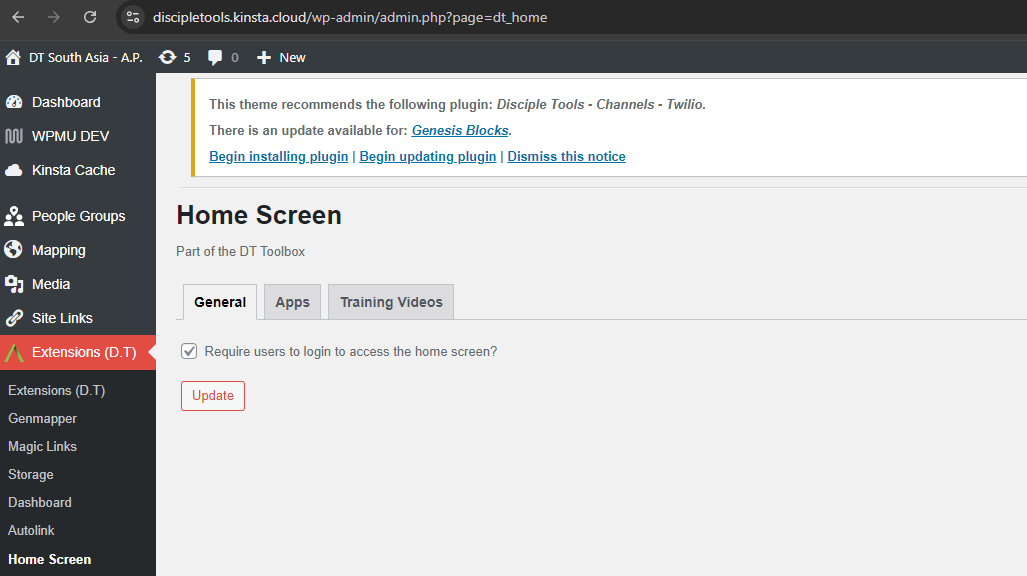 discipletools.kinsta.cloud/wp-admin/admin.php?page=dt_home
DT South Asia - A.P. 5 0 New
Dashboard
WPMU DEV
Kinsta Cache
People Groups
Mapping
Media
Site Links
Extensions (D.T)
Extensions (D.T)
Genmapper
Magic Links
Storage
Dashboard
Autolink
Home Screen
This theme recommends the following plugin: Disciple Tools - Channels - Twilio.
There is an update available for: Genesis Blocks.
Begin installing plugin | Begin updating plugin | Dismiss this notice
Home Screen
Part of the DT Toolbox
General Apps Training Videos
Require users to login to access the home screen?
Update